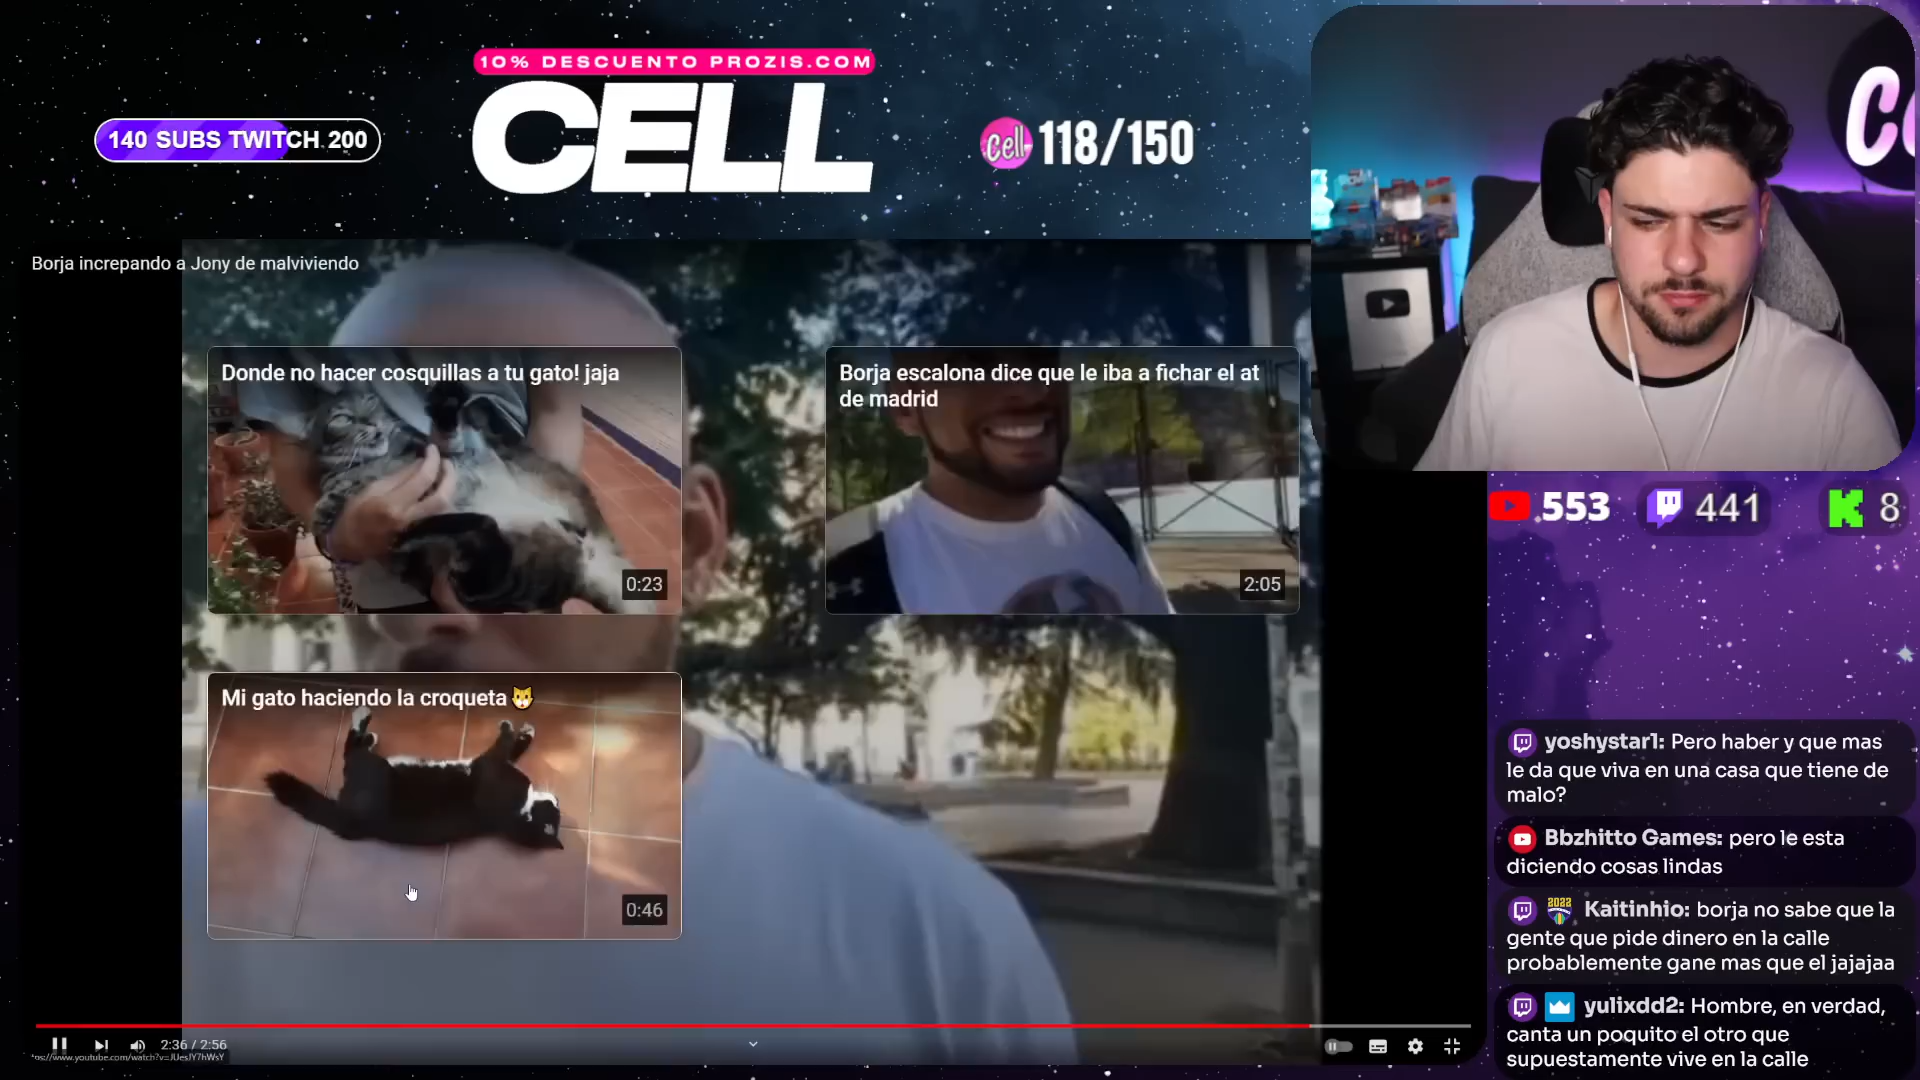 10% DESCUENTO PROZIS.COM
CELL
140 SUBS TWITCH 200
Cell 118/150
Borja increpando a Jony de malviviendo
Donde no hacer cosquillas a tu gato! jaja
0:23
Borja escalona dice que le iba a fichar el at
de madrid
2:05
Mi gato haciendo la croqueta 🐱
0:46
2:36 / 2:56
553
441
K 8
yoshystar1: Pero haber y que mas
le da que viva en una casa que tiene de
malo?
Bbzhitto Games: pero le esta
diciendo cosas lindas
2022
Kaitinhio: borja no sabe que la
gente que pide dinero en la calle
probablemente gane mas que el jajajaa
yulixdd2: Hombre, en verdad,
canta un poquito el otro que
supuestamente vive en la calle